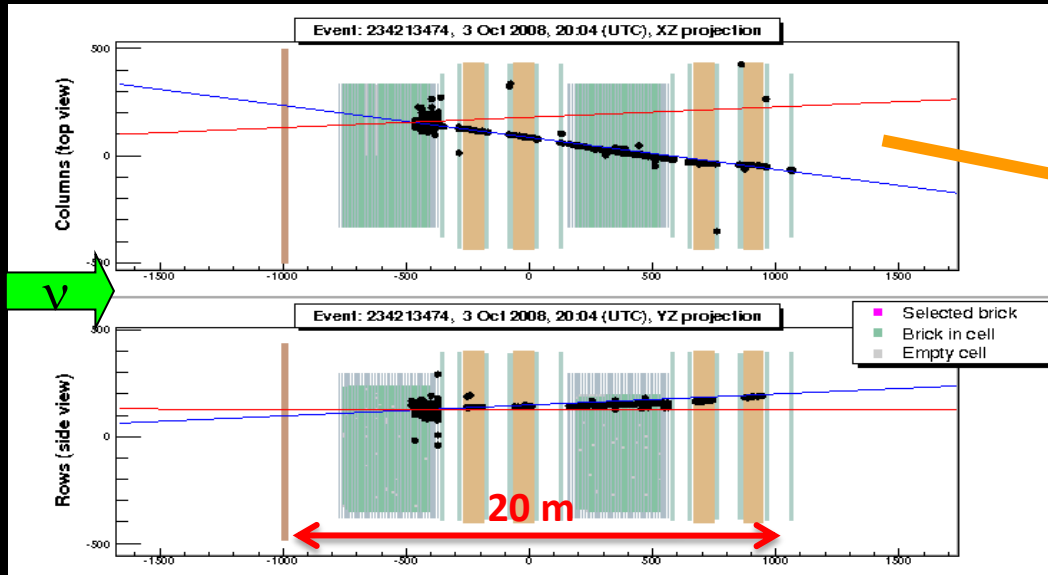 Event: 234213474, 3 Oct 2008, 20:04 (UTC), XZ projection
Columns (top view)
500
0
-500
-1500 -1000 -500 0 500 1000 1500
ν
Event: 234213474, 3 Oct 2008, 20:04 (UTC), YZ projection
Selected brick
Brick in cell
Empty cell
Rows (side view)
500
0
-500
20 m
-1500 -1000 -500 0 500 1000 1500